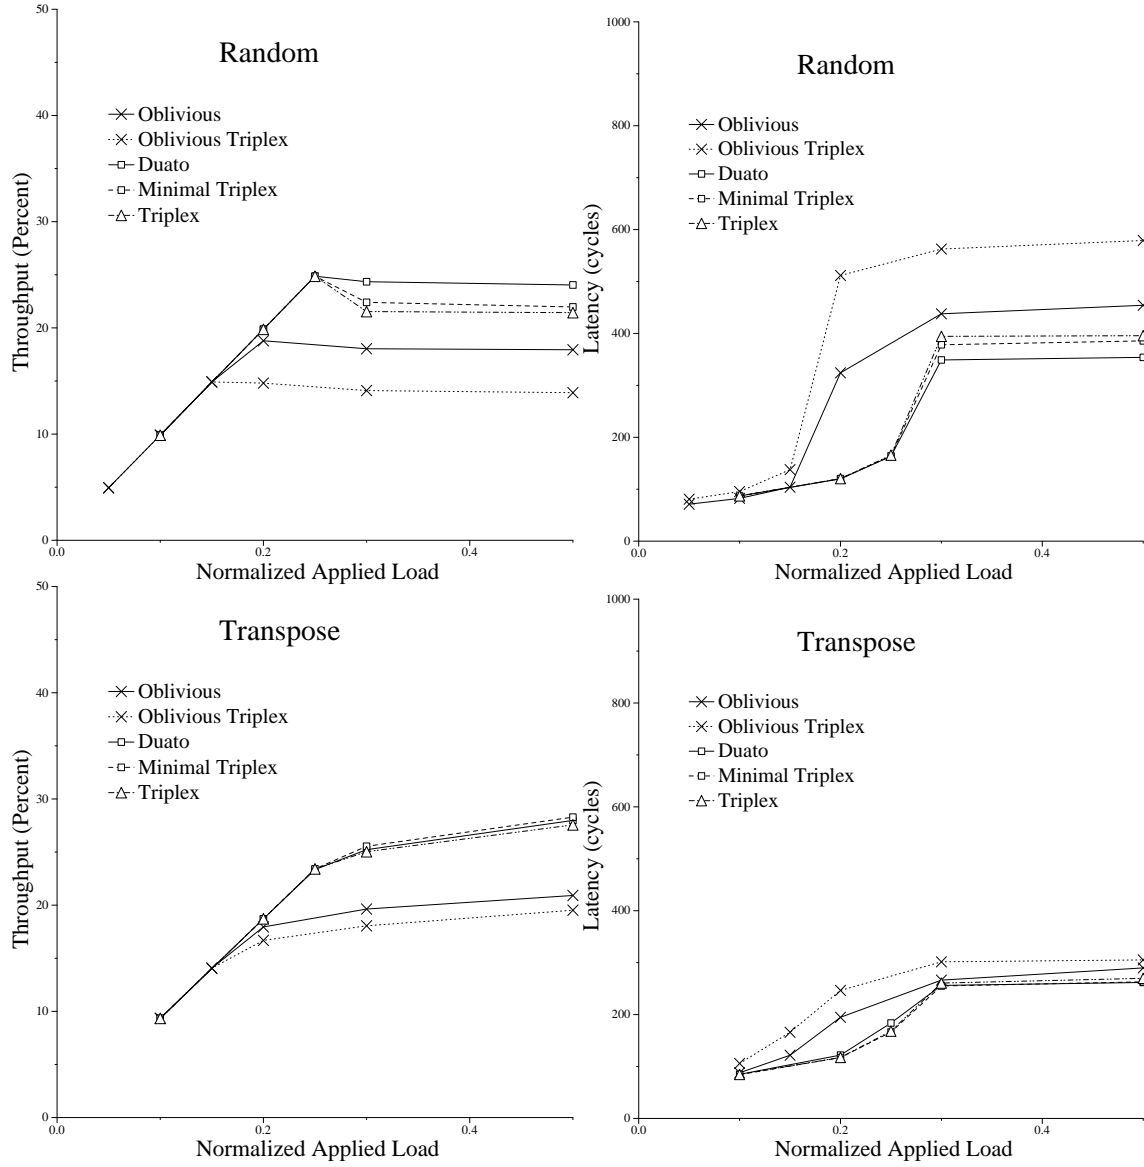 50
40
30
20
10
0
0.0
0.2
0.4
Throughput (Percent)
Normalized Applied Load
Random
Oblivious
Oblivious Triplex
Duato
Minimal Triplex
Triplex
1000
800
600
400
200
0
0.0
0.2
0.4
Latency (cycles)
Normalized Applied Load
Random
Oblivious
Oblivious Triplex
Duato
Minimal Triplex
Triplex
50
40
30
20
10
0
0.0
0.2
0.4
Throughput (Percent)
Normalized Applied Load
Transpose
Oblivious
Oblivious Triplex
Duato
Minimal Triplex
Triplex
1000
800
600
400
200
0
0.0
0.2
0.4
Latency (cycles)
Normalized Applied Load
Transpose
Oblivious
Oblivious Triplex
Duato
Minimal Triplex
Triplex